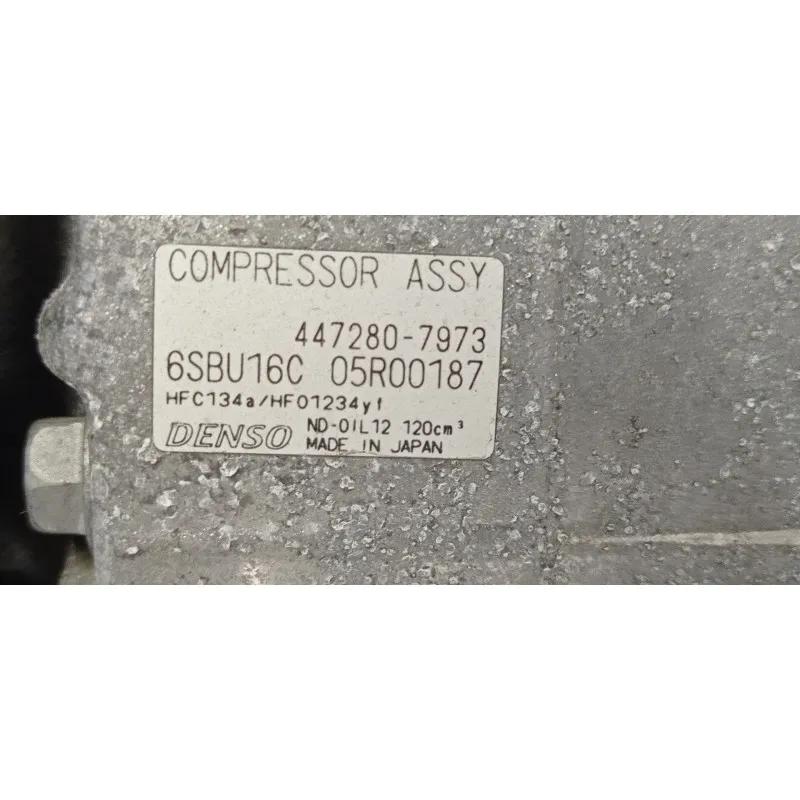 COMPRESSOR ASSY
447280-7973
6SBU16C 05R00187
HFC134a/HFO1234yf
DENSO ND-OIL12 120cm³
MADE IN JAPAN